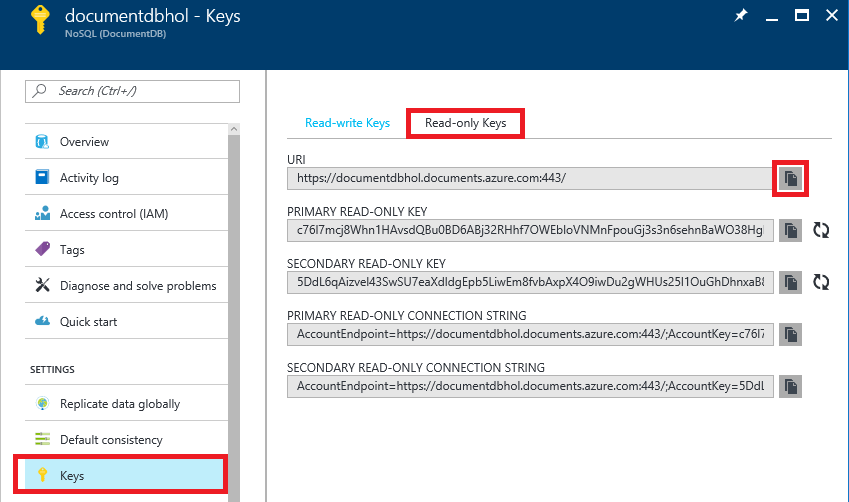 documentdbhol - Keys
NoSQL (DocumentDB)
Search (Ctrl+/)
Overview
Activity log
Access control (IAM)
Tags
Diagnose and solve problems
Quick start
SETTINGS
Replicate data globally
Default consistency
Keys
Read-write Keys
Read-only Keys
URI
https://documentdbhol.documents.azure.com:443/
PRIMARY READ-ONLY KEY
c76l7mcj8Whn1HAvsdQBu0BD6ABj32RHhf7OWEbloVNMnFpouGj3s3n6sehnBaWO38Hgl
SECONDARY READ-ONLY KEY
5DdL6qAizvel43SwSU7eaXdldgEpb5LiwEm8fvbAxpX4O9iwDu2gWHUs25I1OuGhDhnxaB8
PRIMARY READ-ONLY CONNECTION STRING
AccountEndpoint=https://documentdbhol.documents.azure.com:443/;AccountKey=c76l7
SECONDARY READ-ONLY CONNECTION STRING
AccountEndpoint=https://documentdbhol.documents.azure.com:443/;AccountKey=5DdL